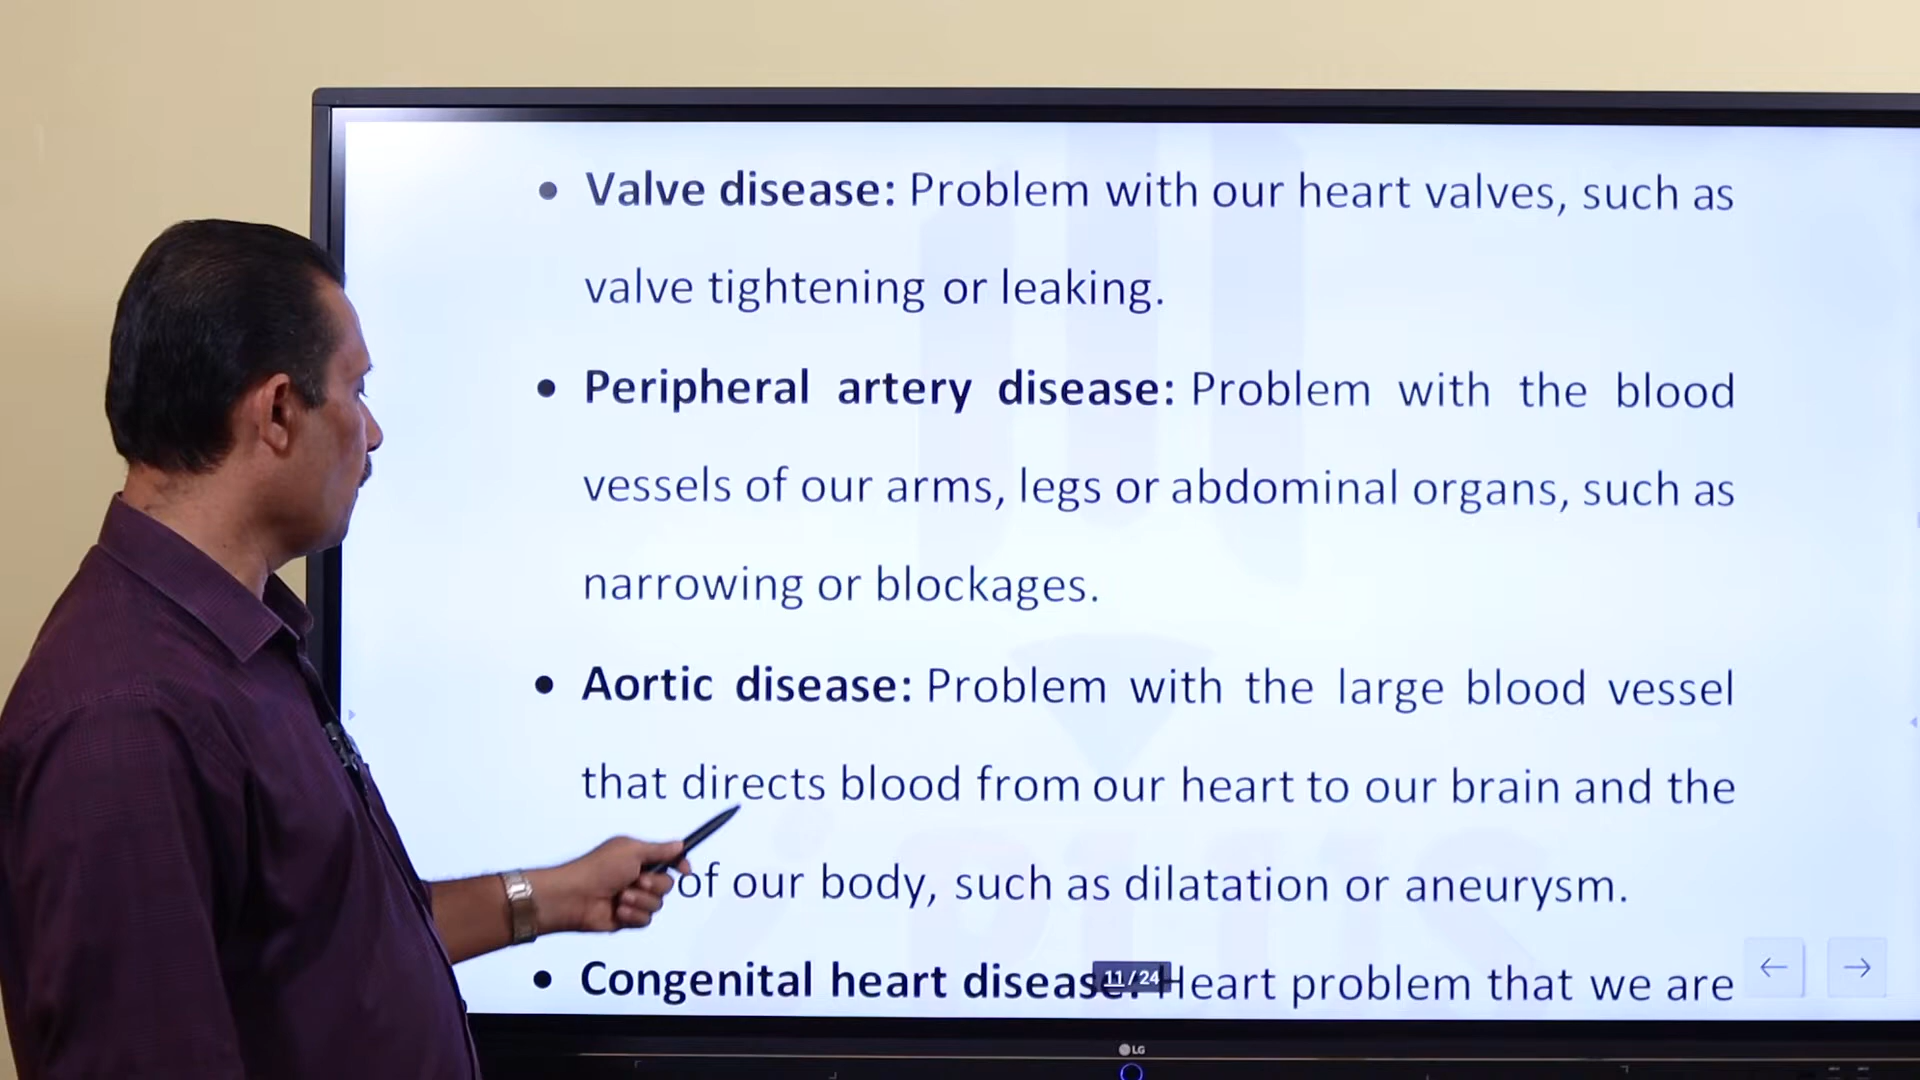 • Valve disease: Problem with our heart valves, such as
valve tightening or leaking.
• Peripheral artery disease: Problem with the blood
vessels of our arms, legs or abdominal organs, such as
narrowing or blockages.
• Aortic disease: Problem with the large blood vessel
that directs blood from our heart to our brain and the
of our body, such as dilatation or aneurysm.
• Congenital heart disease: Heart problem that we are
11/24
LG